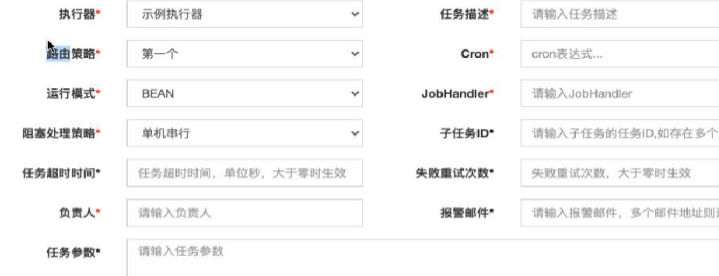 执行器* 示例执行器 任务描述* 请输入任务描述
路由策略* 第一个 Cron* cron表达式...
运行模式* BEAN JobHandler* 请输入JobHandler
阻塞处理策略* 单机串行 子任务ID* 请输入子任务的任务ID,如存在多个
任务超时时间* 任务超时时间，单位秒，大于零时生效 失败重试次数* 失败重试次数，大于零时生效
负责人* 请输入负责人 报警邮件* 请输入报警邮件，多个邮件地址则
任务参数* 请输入任务参数